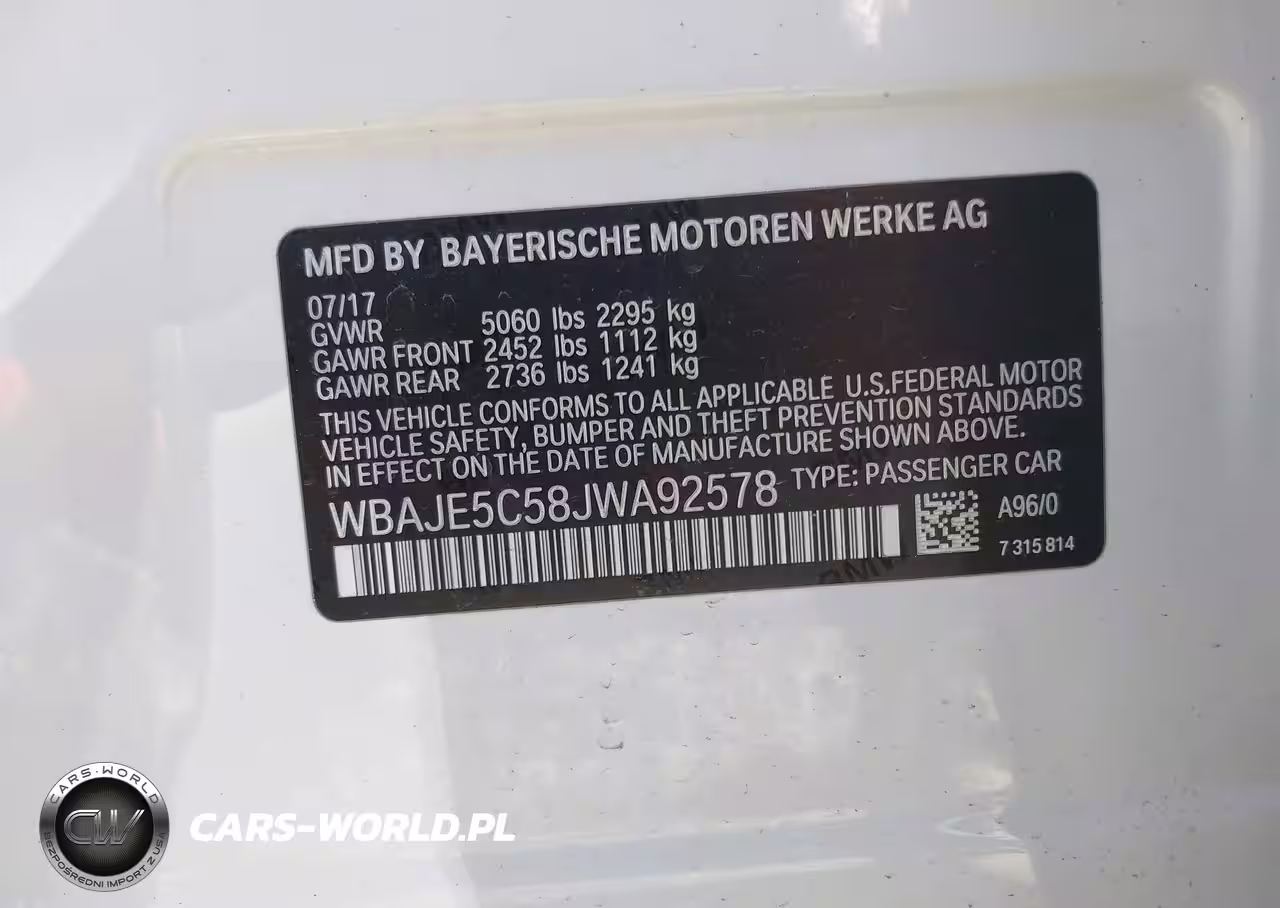 MFD BY BAYERISCHE MOTOREN WERKE AG
07/17
GVWR 5060 lbs 2295 kg
GAWR FRONT 2452 lbs 1112 kg
GAWR REAR 2736 lbs 1241 kg
THIS VEHICLE CONFORMS TO ALL APPLICABLE U.S.FEDERAL MOTOR
VEHICLE SAFETY, BUMPER AND THEFT PREVENTION STANDARDS
IN EFFECT ON THE DATE OF MANUFACTURE SHOWN ABOVE.
WBAJE5C58JWA92578 TYPE: PASSENGER CAR
A96/0
7 315 814
CARS-WORLD
CW
BEZPOŚREDNI IMPORT Z USA
CARS-WORLD.PL